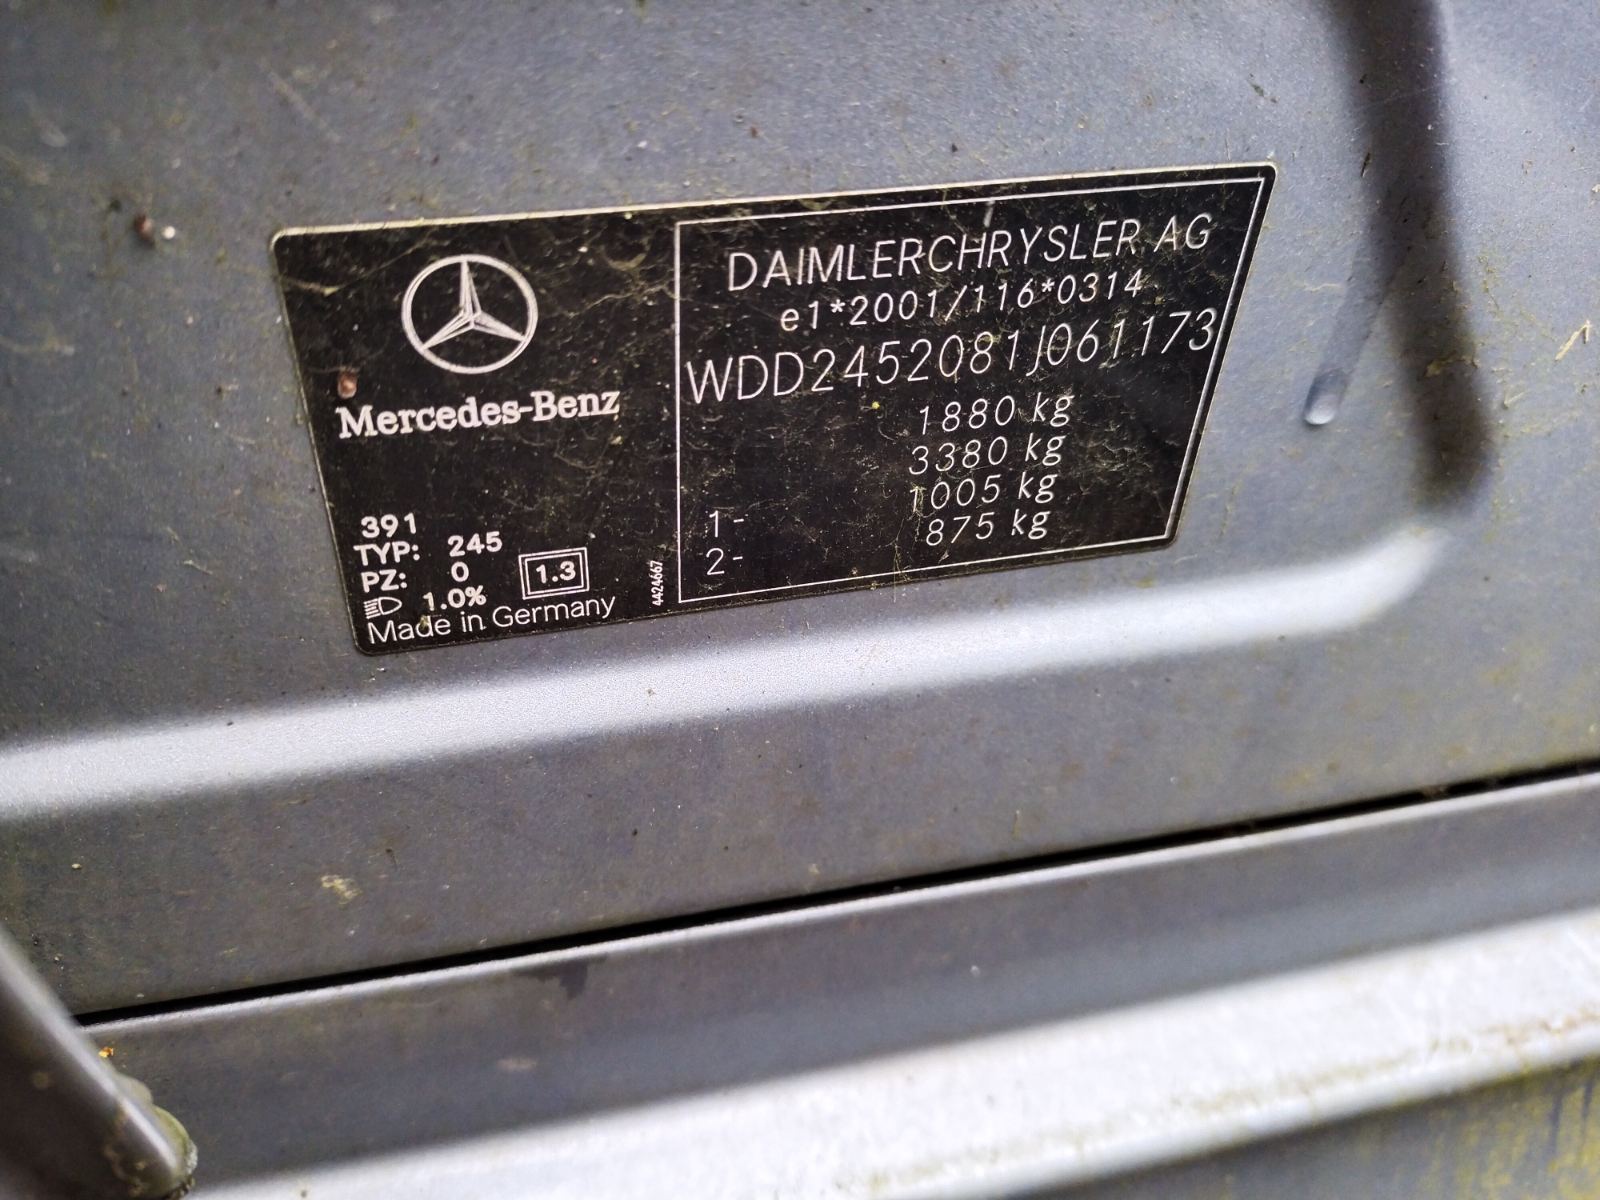 Mercedes-Benz
391
TYP: 245
PZ: 0
1.0%
1.3
Made in Germany
4424667
DAIMLERCHRYSLER AG
e1*2001/116*0314
WDD2452081J061173
1880 kg
3380 kg
1- 1005 kg
2- 875 kg